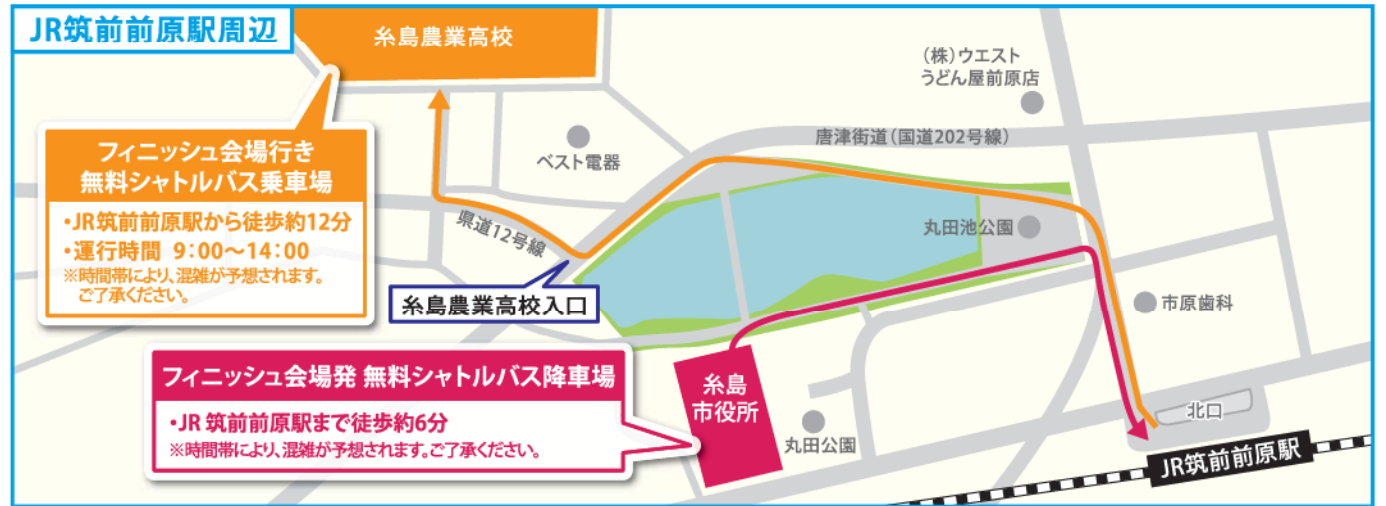 JR筑前前原駅周辺
糸島農業高校
(株)ウエスト
うどん屋前原店
唐津街道(国道202号線)
ベスト電器
フィニッシュ会場行き
無料シャトルバス乗車場
・JR筑前前原駅から徒歩約12分
・運行時間 9:00〜14:00
※時間帯により、混雑が予想されます。
ご了承ください。
県道12号線
丸田池公園
糸島農業高校入口
市原歯科
フィニッシュ会場発 無料シャトルバス降車場
・JR 筑前前原駅まで徒歩約6分
※時間帯により、混雑が予想されます。ご了承ください。
糸島
市役所
丸田公園
北口
JR筑前前原駅